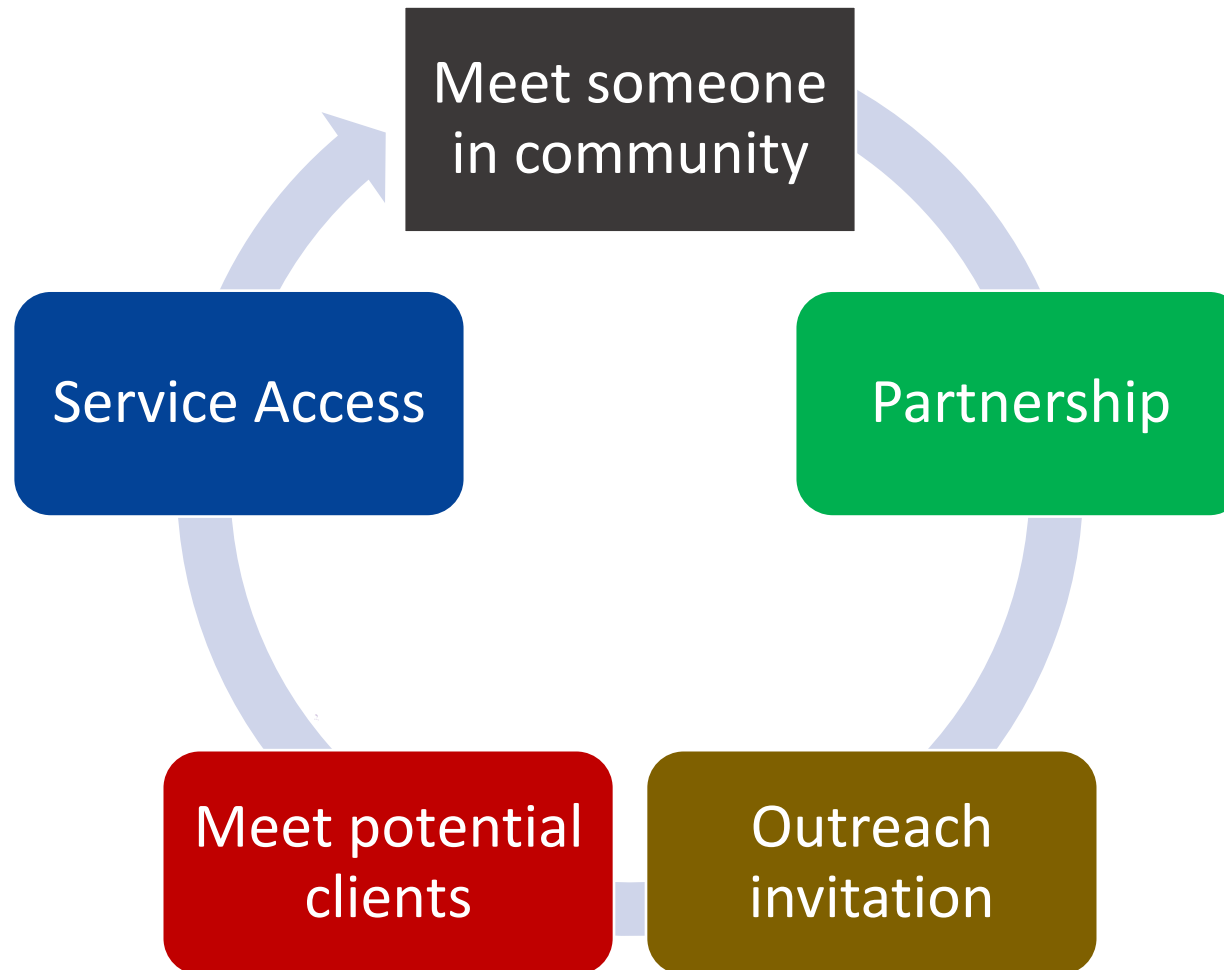 Meet someone
in community
Partnership
Outreach
invitation
Meet potential
clients
Service Access